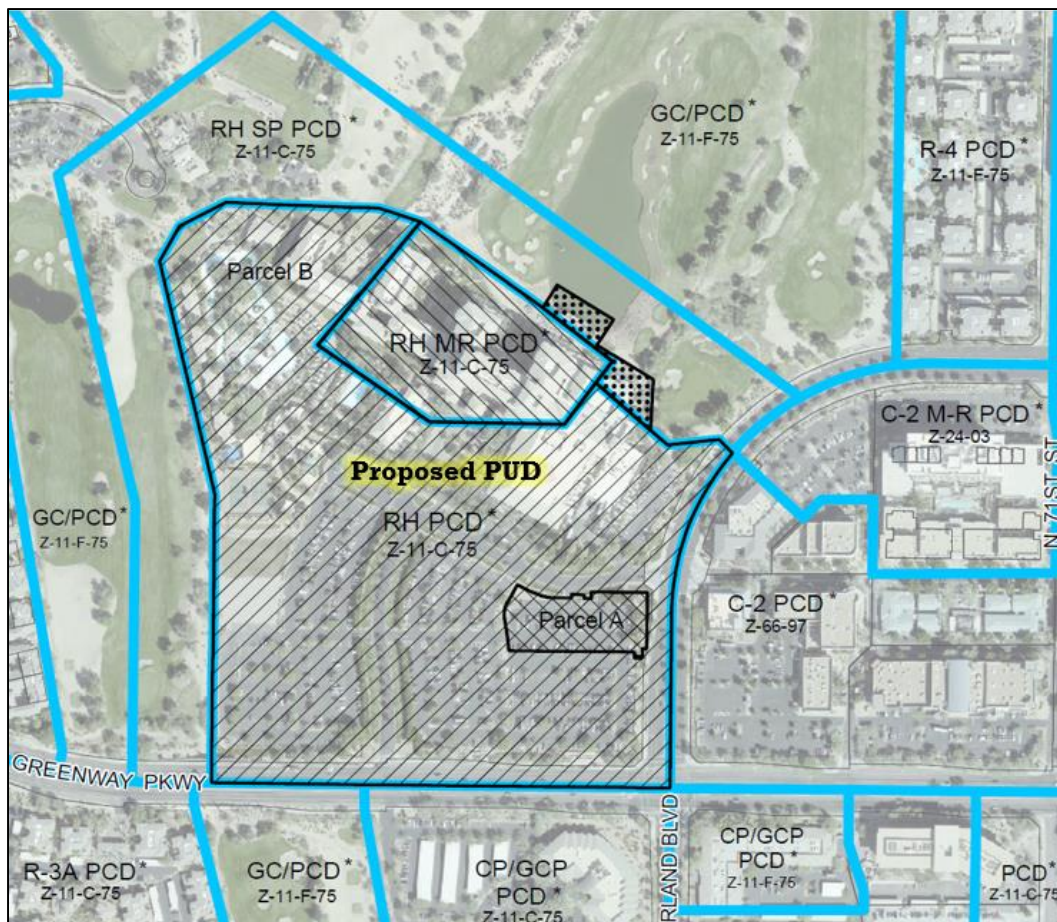 RH SP PCD *
Z-11-C-75
GC/PCD *
Z-11-F-75
R-4 PCD *
Z-11-F-75
Parcel B
RH MR PCD *
Z-11-C-75
C-2 M-R PCD *
Z-24-03
N 71ST ST
Proposed PUD
GC/PCD *
Z-11-F-75
RH PCD *
Z-11-C-75
Parcel A
C-2 PCD *
Z-66-97
GREENWAY PKWY
RLAND BLVD
R-3A PCD *
Z-11-C-75
GC/PCD *
Z-11-F-75
CP/GCP
PCD *
Z-11-C-75
CP/GCP
PCD *
Z-11-F-75
PCD *
Z-11-C-75